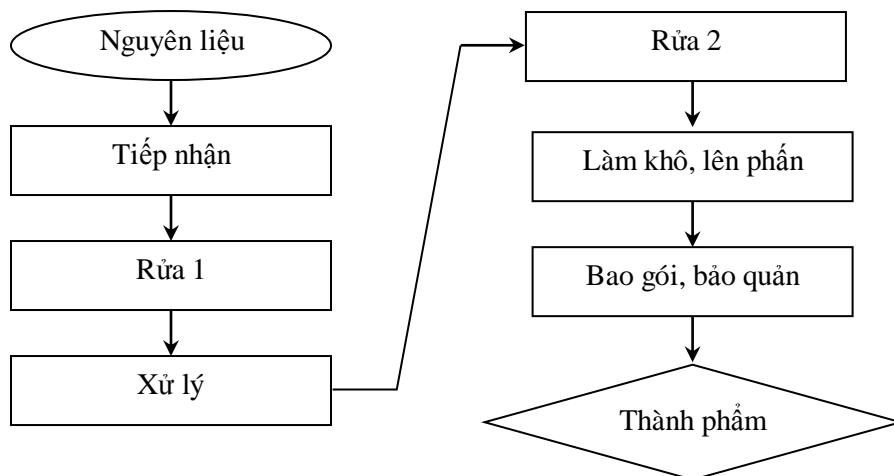 Nguyên liệu
Tiếp nhận
Rửa 1
Xử lý
Rửa 2
Làm khô, lên phấn
Bao gói, bảo quản
Thành phẩm